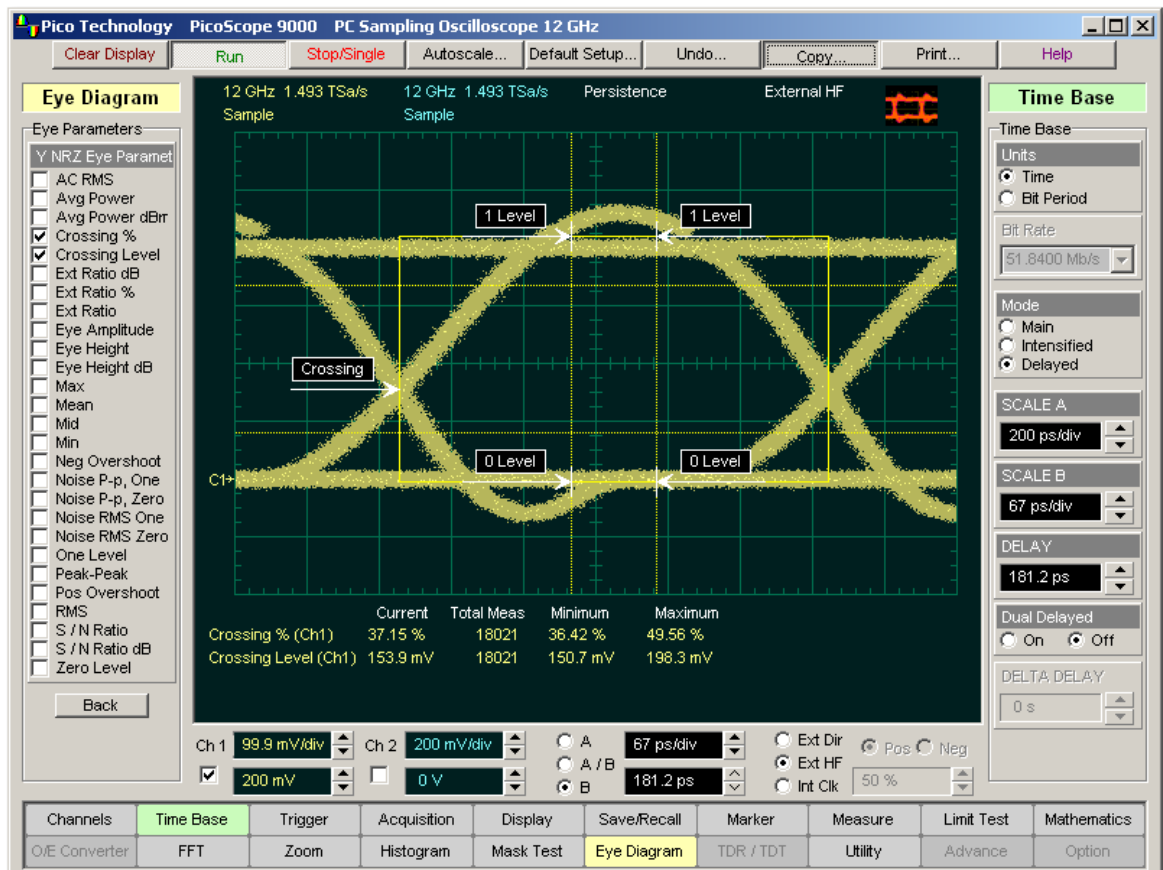 Pico Technology PicoScope 9000 PC Sampling Oscilloscope 12 GHz
Clear Display Run Stop/Single Autoscale... Default Setup... Undo... Copy... Print... Help
Eye Diagram
Eye Parameters
Y NRZ Eye Paramet
AC RMS
Avg Power
Avg Power dBm
Crossing %
Crossing Level
Ext Ratio dB
Ext Ratio %
Ext Ratio
Eye Amplitude
Eye Height
Eye Height dB
Max
Mean
Mid
Min
Neg Overshoot
Noise P-p, One
Noise P-p, Zero
Noise RMS One
Noise RMS Zero
One Level
Peak-Peak
Pos Overshoot
RMS
S / N Ratio
S / N Ratio dB
Zero Level
Back
12 GHz 1.493 TSa/s 12 GHz 1.493 TSa/s Persistence External HF
Sample Sample
1 Level 1 Level
Crossing
0 Level 0 Level
C1
Current Total Meas Minimum Maximum
Crossing % (Ch1) 37.15 % 18021 36.42 % 49.56 %
Crossing Level (Ch1) 153.9 mV 18021 150.7 mV 198.3 mV
Time Base
Time Base
Units
Time
Bit Period
Bit Rate
51.8400 Mb/s
Mode
Main
Intensified
Delayed
SCALE A
200 ps/div
SCALE B
67 ps/div
DELAY
181.2 ps
Dual Delayed
On Off
DELTA DELAY
0 s
Ch 1 99.9 mV/div Ch 2 200 mV/div A 67 ps/div Ext Dir Pos Neg
A / B Ext HF
200 mV 0 V B 181.2 ps Int Clk 50 %
Channels Time Base Trigger Acquisition Display Save/Recall Marker Measure Limit Test Mathematics
O/E Converter FFT Zoom Histogram Mask Test Eye Diagram TDR / TDT Utility Advance Option